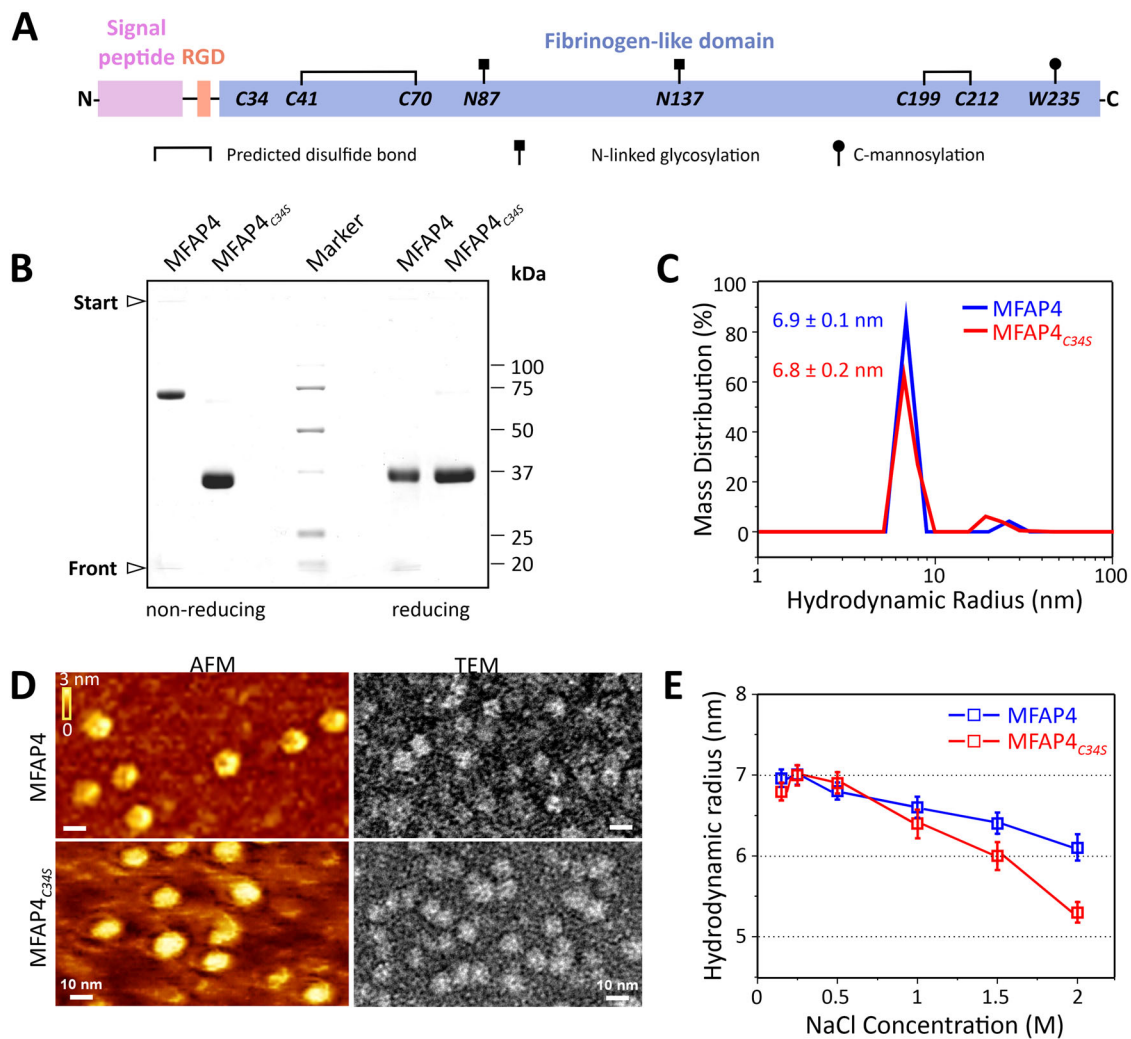 A
Signal
peptide
RGD
Fibrinogen-like domain
N-
C34
C41
C70
N87
N137
C199
C212
W235
-C
Predicted disulfide bond
N-linked glycosylation
C-mannosylation
B
MFAP4
MFAP4C34S
Marker
MFAP4
MFAP4C34S
kDa
Start
100
75
50
37
25
20
Front
non-reducing
reducing
C
Mass Distribution (%)
100
80
60
40
20
0
6.9 ± 0.1 nm
6.8 ± 0.2 nm
MFAP4
MFAP4C34S
1
10
100
Hydrodynamic Radius (nm)
D
AFM
TEM
3 nm
0
MFAP4
MFAP4C34S
10 nm
10 nm
E
Hydrodynamic radius (nm)
8
7
6
5
MFAP4
MFAP4C34S
0
0.5
1
1.5
2
NaCl Concentration (M)